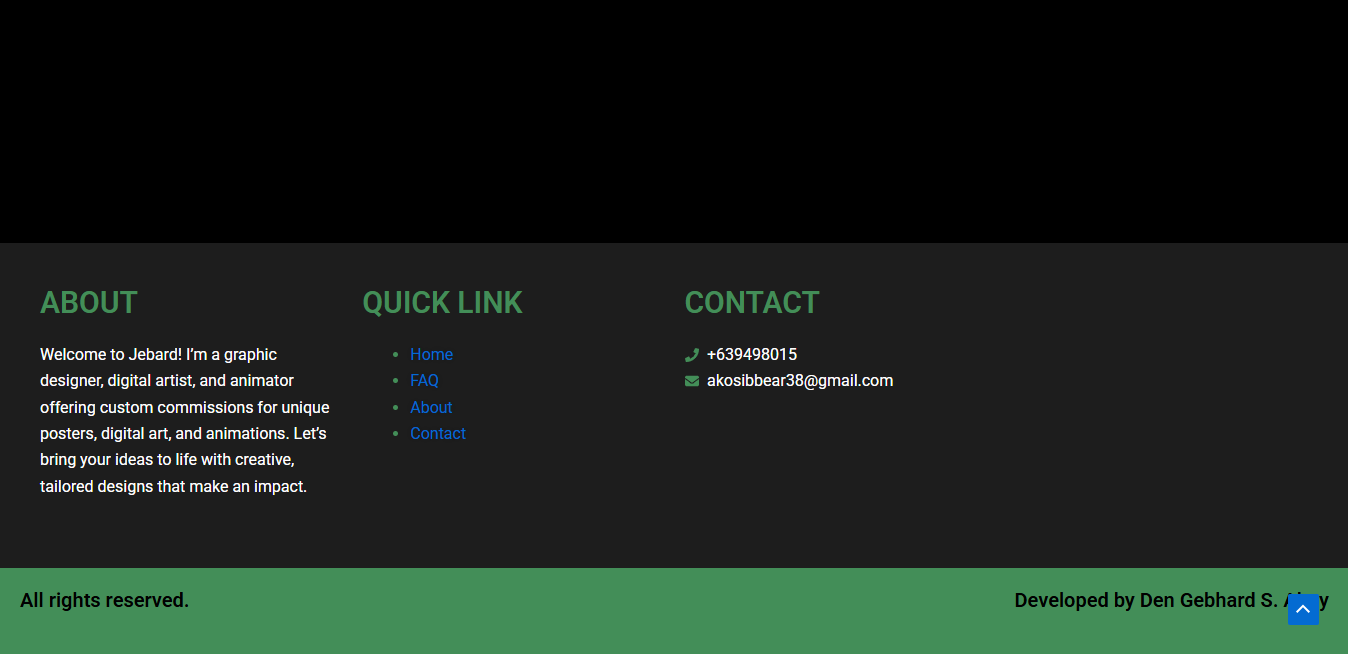 ABOUT
Welcome to Jebard! I’m a graphic
designer, digital artist, and animator
offering custom commissions for unique
posters, digital art, and animations. Let’s
bring your ideas to life with creative,
tailored designs that make an impact.
QUICK LINK
Home
FAQ
About
Contact
CONTACT
+639498015
akosibbear38@gmail.com
All rights reserved.
Developed by Den Gebhard S.